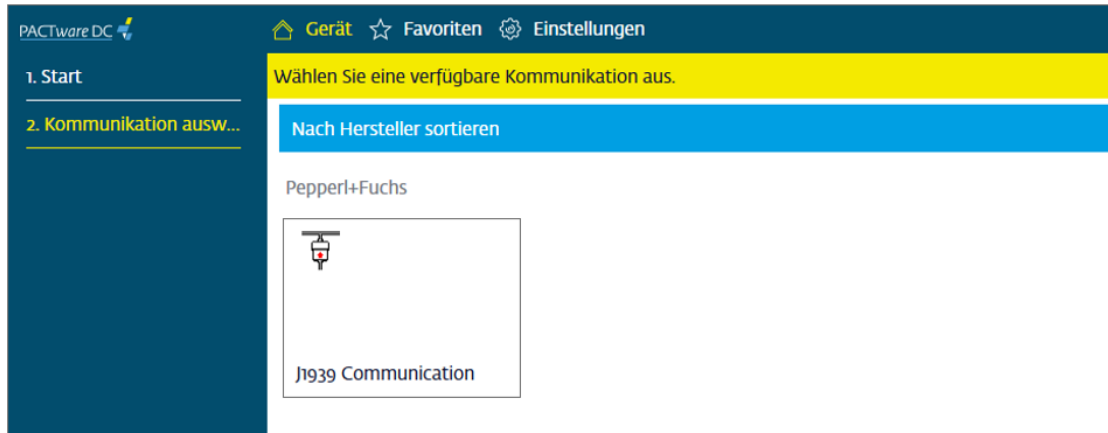 PACTware DC
Gerät Favoriten Einstellungen
1. Start
2. Kommunikation ausw...
Wählen Sie eine verfügbare Kommunikation aus.
Nach Hersteller sortieren
Pepperl+Fuchs
J1939 Communication